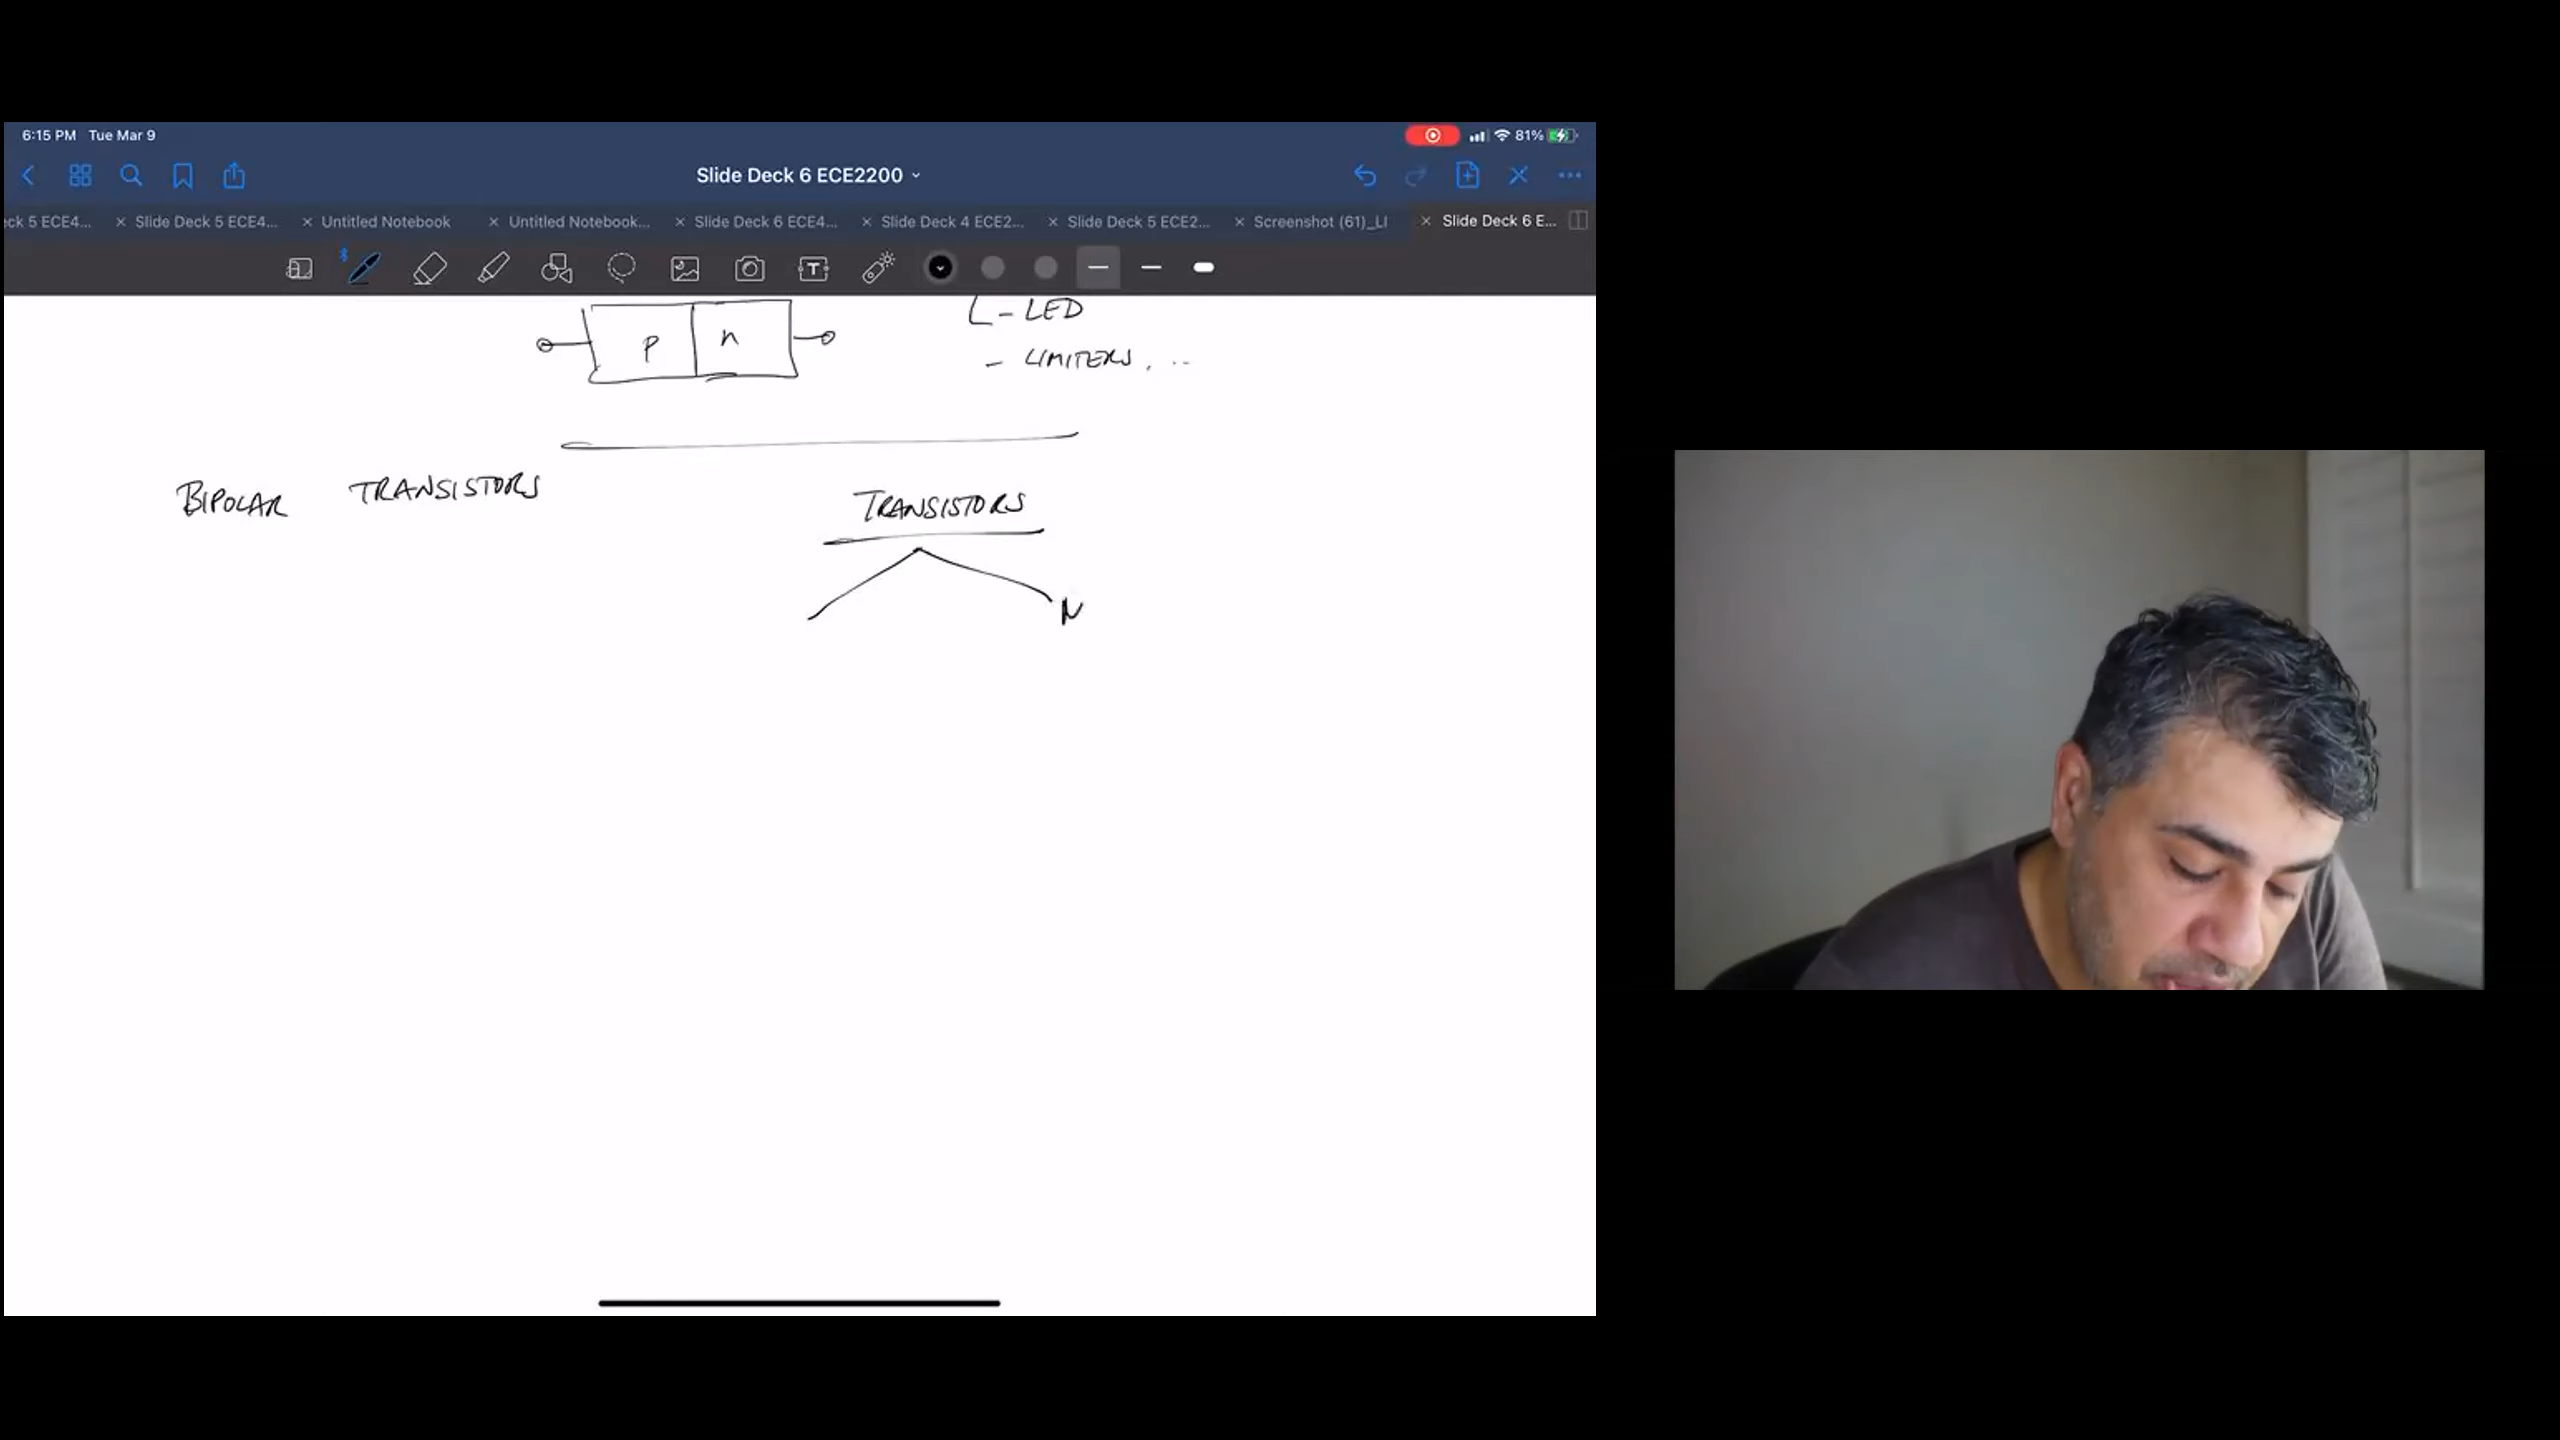 6:15 PM Tue Mar 9
81%
Slide Deck 6 ECE2200
ck 5 ECE4... Slide Deck 5 ECE4... Untitled Notebook Untitled Notebook... Slide Deck 6 ECE4... Slide Deck 4 ECE2... Slide Deck 5 ECE2... Screenshot (61)_LI Slide Deck 6 E...
T
p n
- LED
- LIMITERS, ..
BIPOLAR TRANSISTORS
TRANSISTORS
N